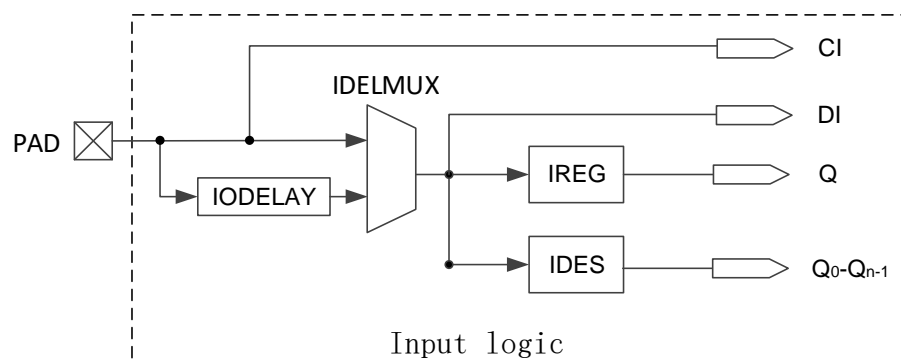 CI
IDELMUX
DI
PAD
IODELAY
IREG
Q
IDES
Q0-Qn-1
Input logic